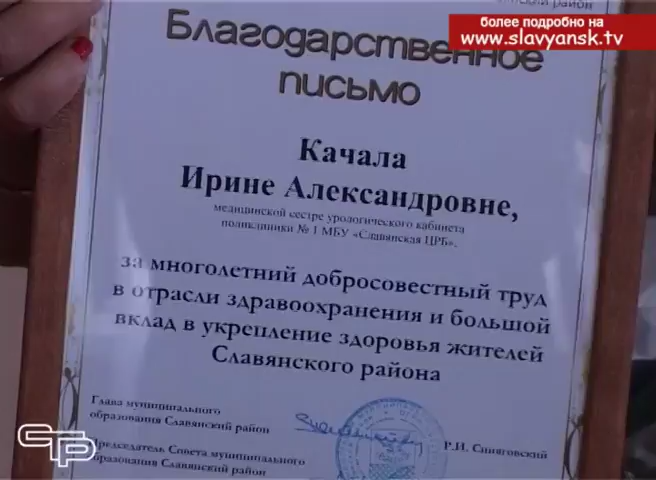 район
более подробно на
www.slavyansk.tv
Благодарственное
письмо
Качала
Ирине Александровне,
медицинской сестре урологического кабинета
поликлиники № 1 МБУ «Славянская ЦРБ»,
за многолетний добросовестный труд
в отрасли здравоохранения и большой
вклад в укрепление здоровья жителей
Славянского района
Глава муниципального
образования Славянский район
Р.И. Синяговский
Председатель Совета муниципального
образования Славянский район
СТР